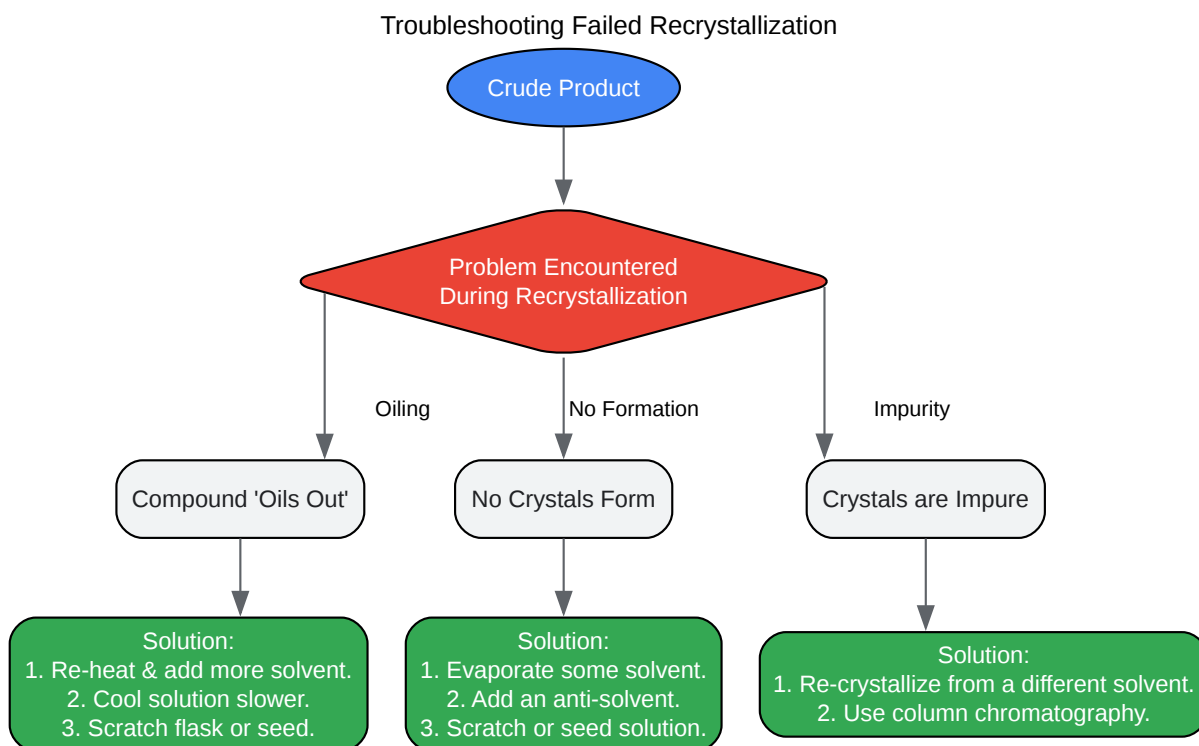 Troubleshooting Failed Recrystallization
Crude Product
Problem Encountered
During Recrystallization
Oiling
No Formation
Impurity
Compound 'Oils Out'
No Crystals Form
Crystals are Impure
Solution:
1. Re-heat & add more solvent.
2. Cool solution slower.
3. Scratch flask or seed.
Solution:
1. Evaporate some solvent.
2. Add an anti-solvent.
3. Scratch or seed solution.
Solution:
1. Re-crystallize from a different solvent.
2. Use column chromatography.